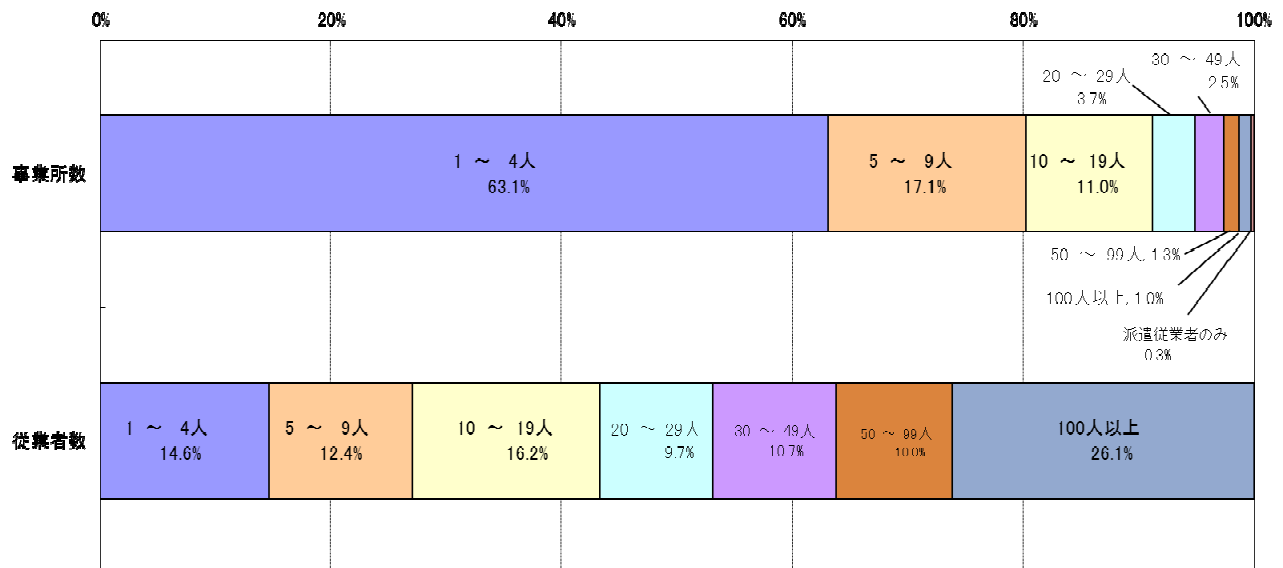 0%
20%
40%
60%
80%
100%
30 ～ 49人
2.5%
20 ～ 29人
3.7%
事業所数
1 ～ 4人
63.1%
5 ～ 9人
17.1%
10 ～ 19人
11.0%
50 ～ 99人, 1.3%
100人以上, 1.0%
派遣従業者のみ
0.3%
従業者数
1 ～ 4人
14.6%
5 ～ 9人
12.4%
10 ～ 19人
16.2%
20 ～ 29人
9.7%
30 ～ 49人
10.7%
50 ～ 99人
10.0%
100人以上
26.1%